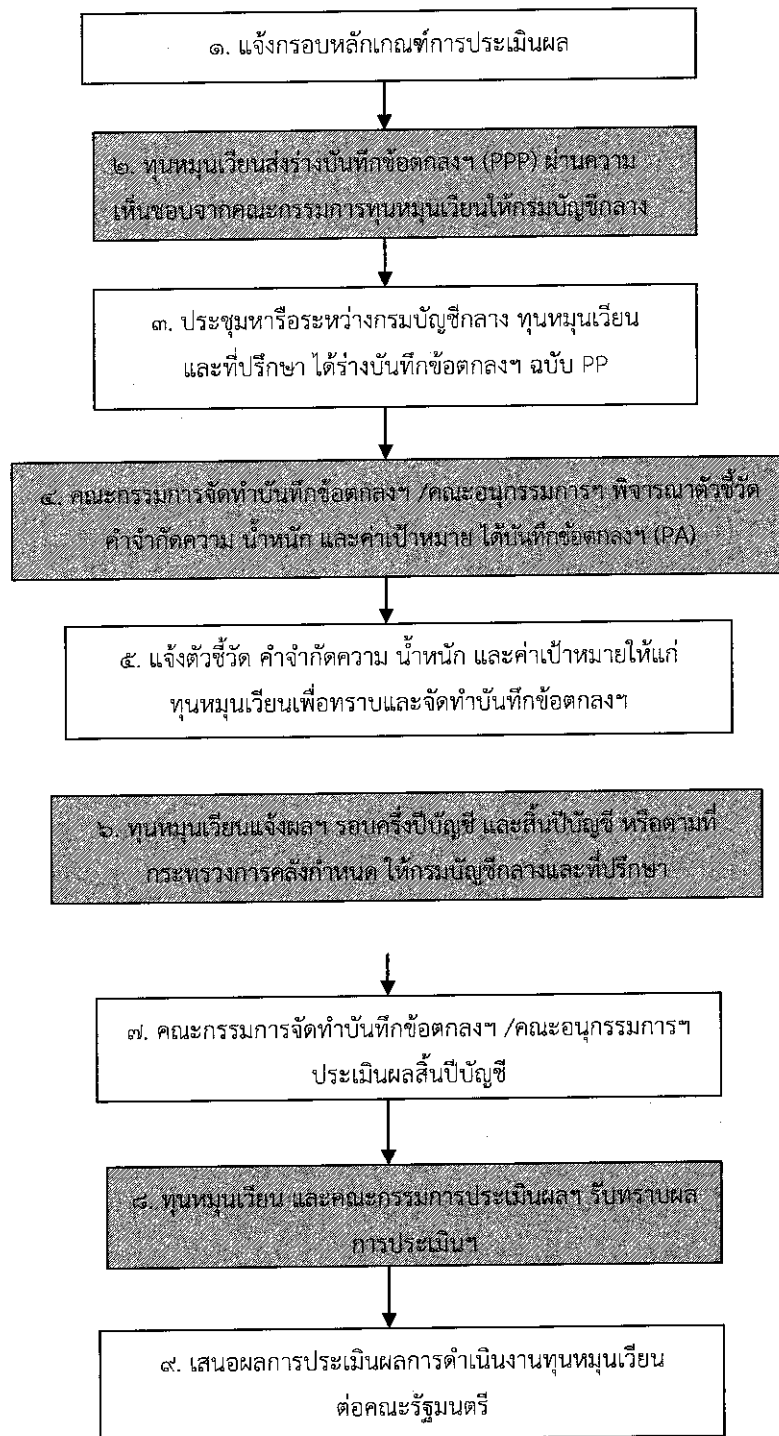 ๑. แจ้งกรอบหลักเกณฑ์การประเมินผล
๒. ทุนหมุนเวียนส่งร่างบันทึกข้อตกลงฯ (PPP) ผ่านความ
เห็นชอบจากคณะกรรมการทุนหมุนเวียนให้กรมบัญชีกลาง
๓. ประชุมหารือระหว่างกรมบัญชีกลาง ทุนหมุนเวียน
และที่ปรึกษา ได้ร่างบันทึกข้อตกลงฯ ฉบับ PP
๔. คณะกรรมการจัดทำบันทึกข้อตกลงฯ /คณะอนุกรรมการฯ พิจารณาตัวชี้วัด
คำจำกัดความ น้ำหนัก และค่าเป้าหมาย ได้บันทึกข้อตกลงฯ (PA)
๕. แจ้งตัวชี้วัด คำจำกัดความ น้ำหนัก และค่าเป้าหมายให้แก่
ทุนหมุนเวียนเพื่อทราบและจัดทำบันทึกข้อตกลงฯ
๖. ทุนหมุนเวียนแจ้งผลฯ รอบครึ่งปีบัญชี และสิ้นปีบัญชี หรือตามที่
กระทรวงการคลังกำหนด ให้กรมบัญชีกลางและที่ปรึกษา
๗. คณะกรรมการจัดทำบันทึกข้อตกลงฯ /คณะอนุกรรมการฯ
ประเมินผลสิ้นปีบัญชี
๘. ทุนหมุนเวียน และคณะกรรมการประเมินผลฯ รับทราบผล
การประเมินฯ
๙. เสนอผลการประเมินผลการดำเนินงานทุนหมุนเวียน
ต่อคณะรัฐมนตรี